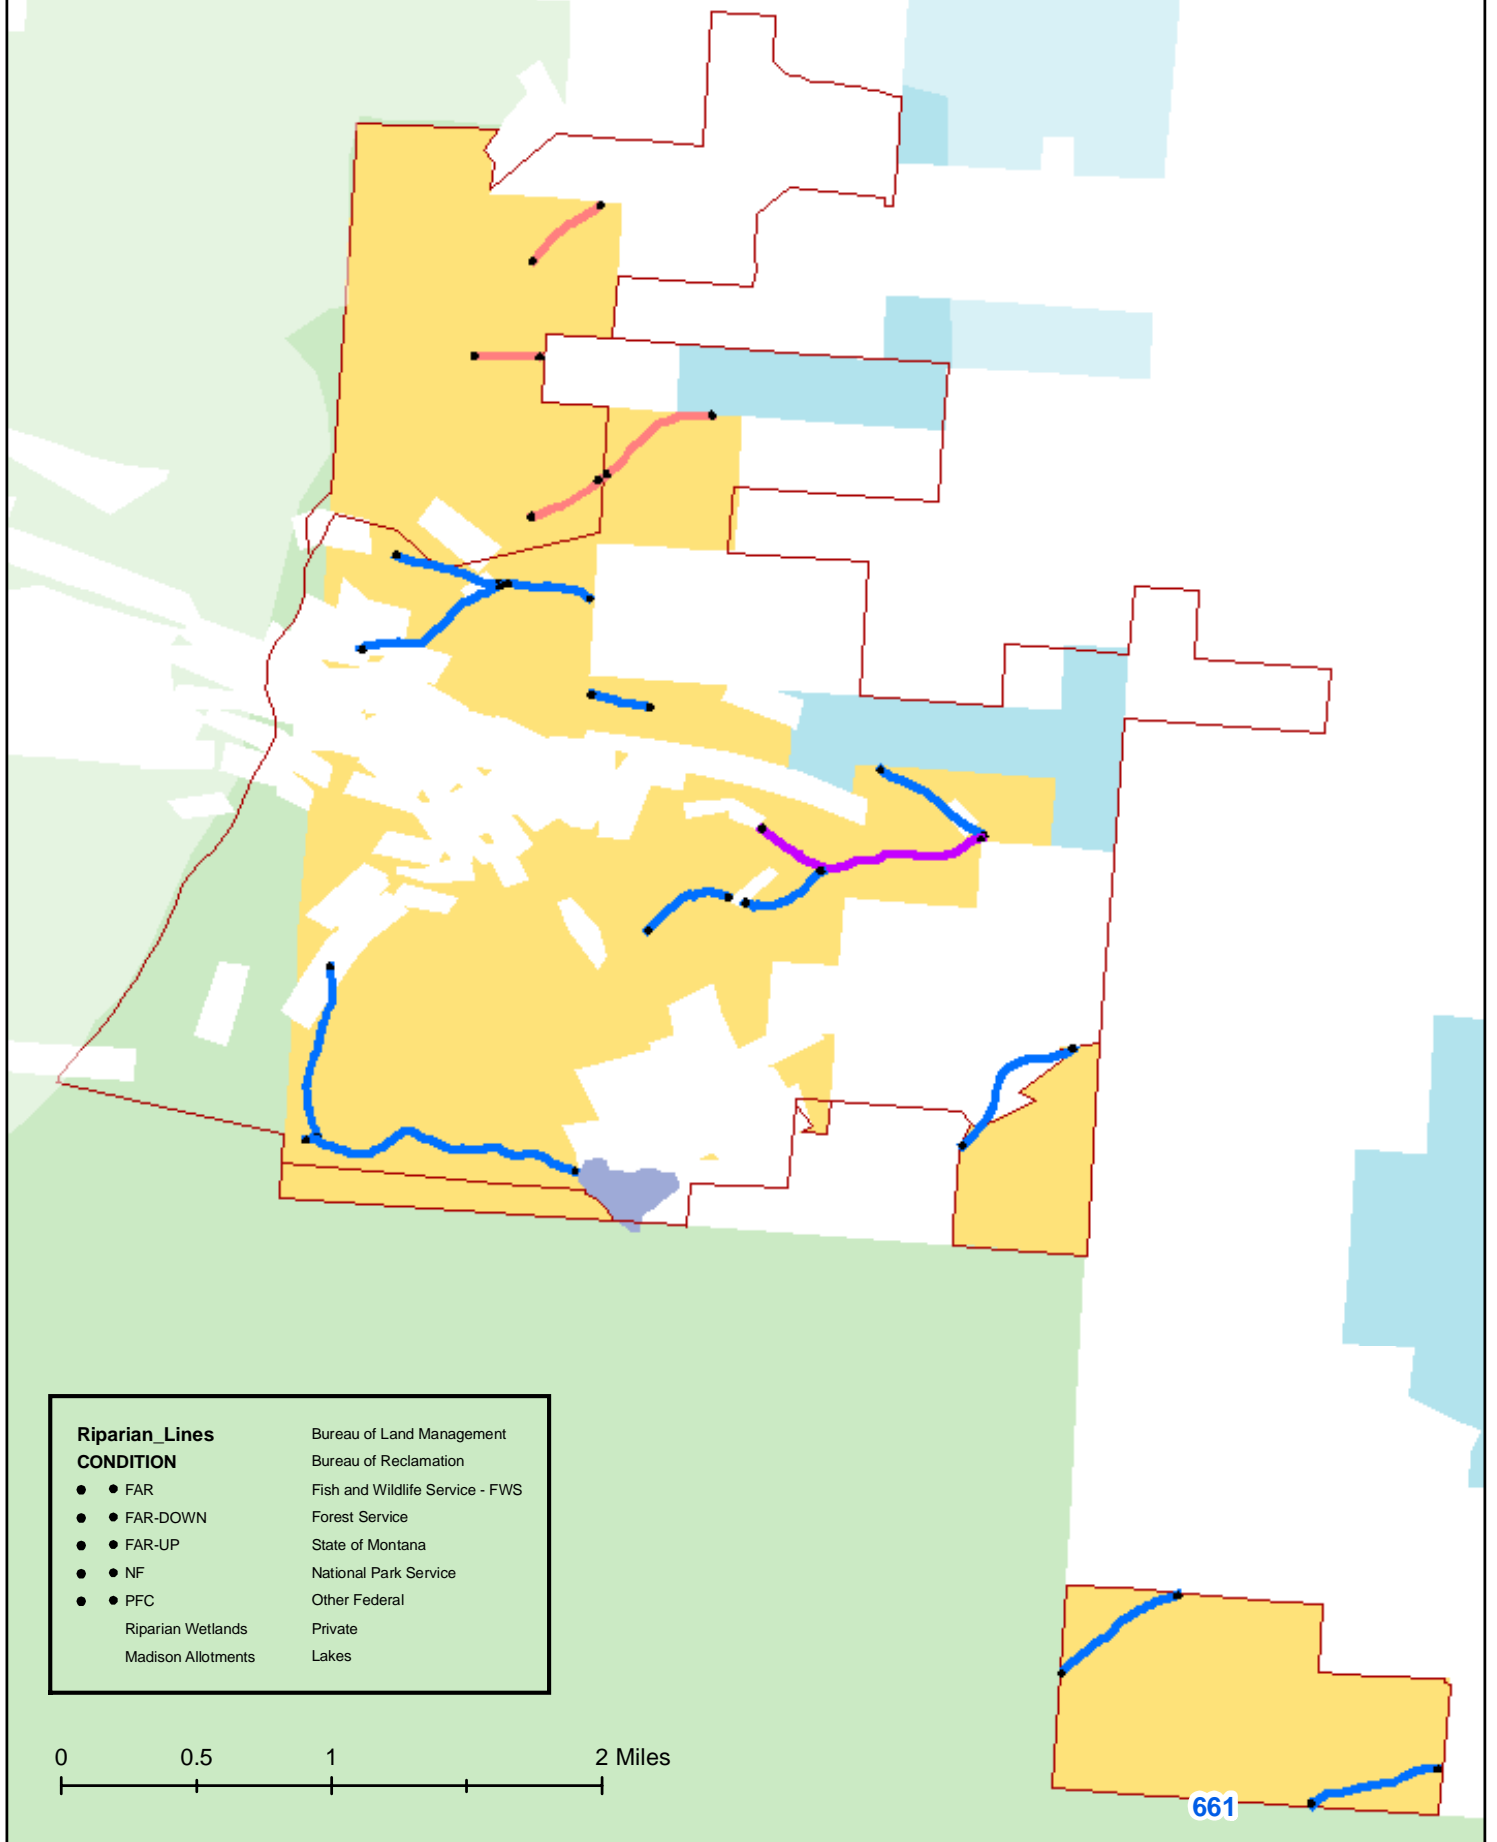 Riparian_Lines
CONDITION
FAR
FAR-DOWN
FAR-UP
NF
PFC
Riparian Wetlands
Madison Allotments
Bureau of Land Management
Bureau of Reclamation
Fish and Wildlife Service - FWS
Forest Service
State of Montana
National Park Service
Other Federal
Private
Lakes
0 0.5 1 2 Miles
661